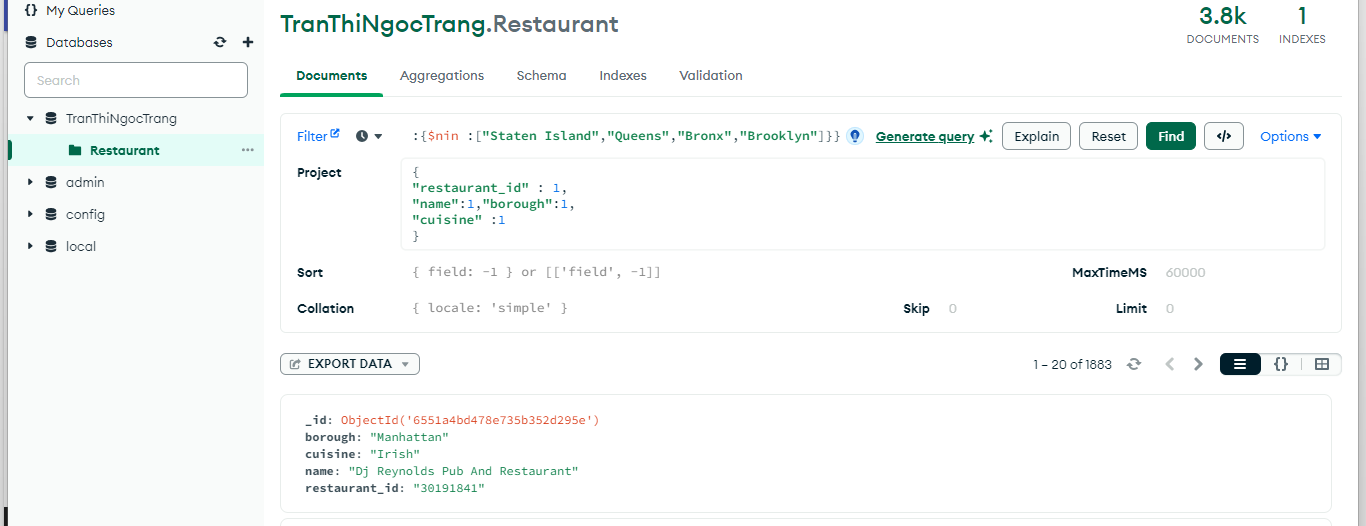 My Queries
Databases
Search
TranThiNgocTrang
Restaurant
admin
config
local
TranThiNgocTrang.Restaurant
3.8k
DOCUMENTS
1
INDEXES
Documents Aggregations Schema Indexes Validation
Filter :{$nin :["Staten Island","Queens","Bronx","Brooklyn"]}} Generate query Explain Reset Find </> Options
Project
{
"restaurant_id" : 1,
"name":1,"borough":1,
"cuisine" :1
}
Sort { field: -1 } or [['field', -1]] MaxTimeMS 60000
Collation { locale: 'simple' } Skip 0 Limit 0
EXPORT DATA 1 – 20 of 1883 {}
_id: ObjectId('6551a4bd478e735b352d295e')
borough: "Manhattan"
cuisine: "Irish"
name: "Dj Reynolds Pub And Restaurant"
restaurant_id: "30191841"